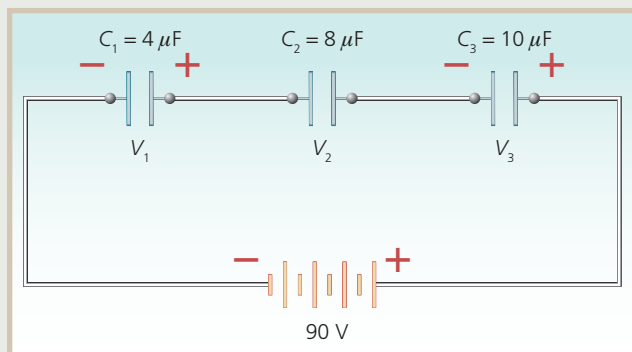 C₁ = 4 μF C₂ = 8 μF C₃ = 10 μF
− + − +
V₁ V₂ V₃
− +
90 V